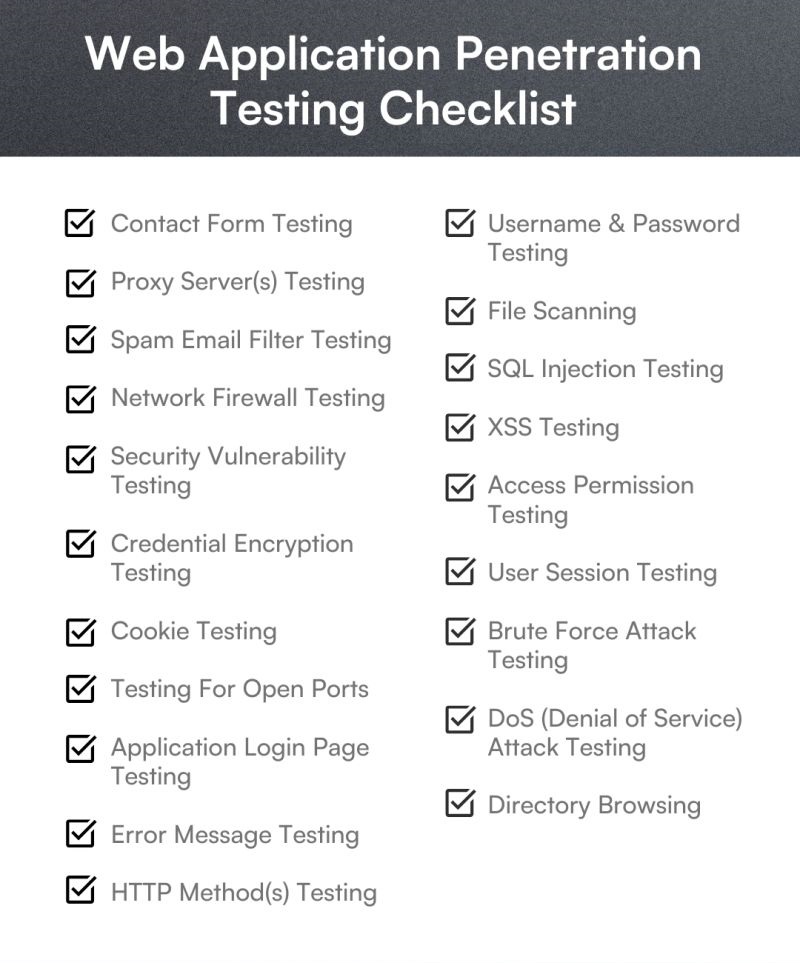 Web Application Penetration
Testing Checklist
Contact Form Testing
Proxy Server(s) Testing
Spam Email Filter Testing
Network Firewall Testing
Security Vulnerability
Testing
Credential Encryption
Testing
Cookie Testing
Testing For Open Ports
Application Login Page
Testing
Error Message Testing
HTTP Method(s) Testing
Username & Password
Testing
File Scanning
SQL Injection Testing
XSS Testing
Access Permission
Testing
User Session Testing
Brute Force Attack
Testing
DoS (Denial of Service)
Attack Testing
Directory Browsing